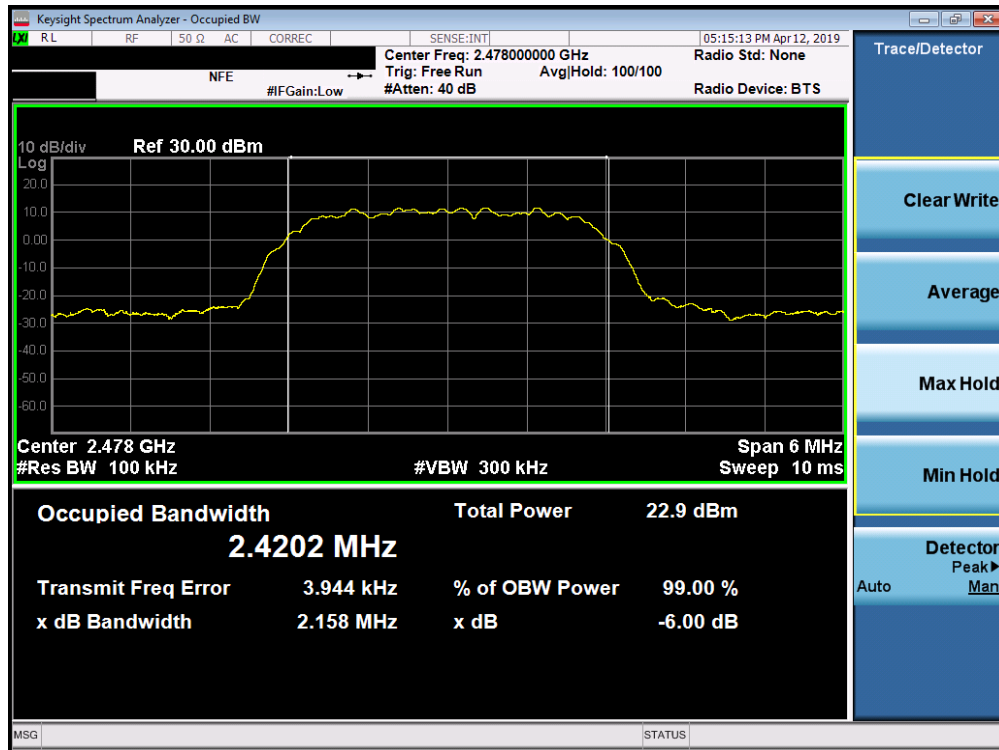 Keysight Spectrum Analyzer - Occupied BW
LXI RL RF 50 Ω AC CORREC SENSE:INT 05:15:13 PM Apr 12, 2019
Center Freq: 2.478000000 GHz Radio Std: None
NFE Trig: Free Run Avg|Hold: 100/100
#IFGain:Low #Atten: 40 dB Radio Device: BTS
10 dB/div Ref 30.00 dBm
Log
20.0
10.0
0.00
-10.0
-20.0
-30.0
-40.0
-50.0
-60.0
Center 2.478 GHz Span 6 MHz
#Res BW 100 kHz #VBW 300 kHz Sweep 10 ms
Occupied Bandwidth Total Power 22.9 dBm
2.4202 MHz
Transmit Freq Error 3.944 kHz % of OBW Power 99.00 %
x dB Bandwidth 2.158 MHz x dB -6.00 dB
MSG STATUS
Trace/Detector
Clear Write
Average
Max Hold
Min Hold
Detector
Peak▶
Auto Man